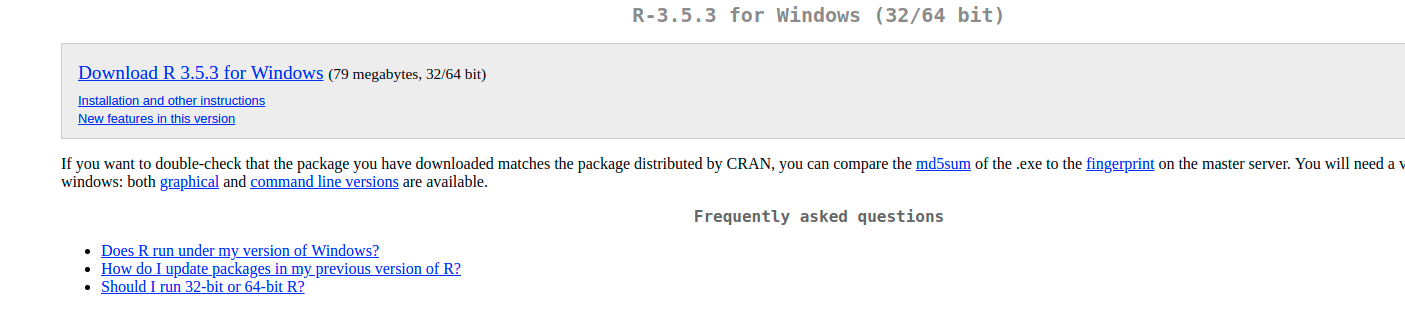 R-3.5.3 for Windows (32/64 bit)
Download R 3.5.3 for Windows (79 megabytes, 32/64 bit)
Installation and other instructions
New features in this version
If you want to double-check that the package you have downloaded matches the package distributed by CRAN, you can compare the md5sum of the .exe to the fingerprint on the master server. You will need a
windows: both graphical and command line versions are available.
Frequently asked questions
Does R run under my version of Windows?
How do I update packages in my previous version of R?
Should I run 32-bit or 64-bit R?